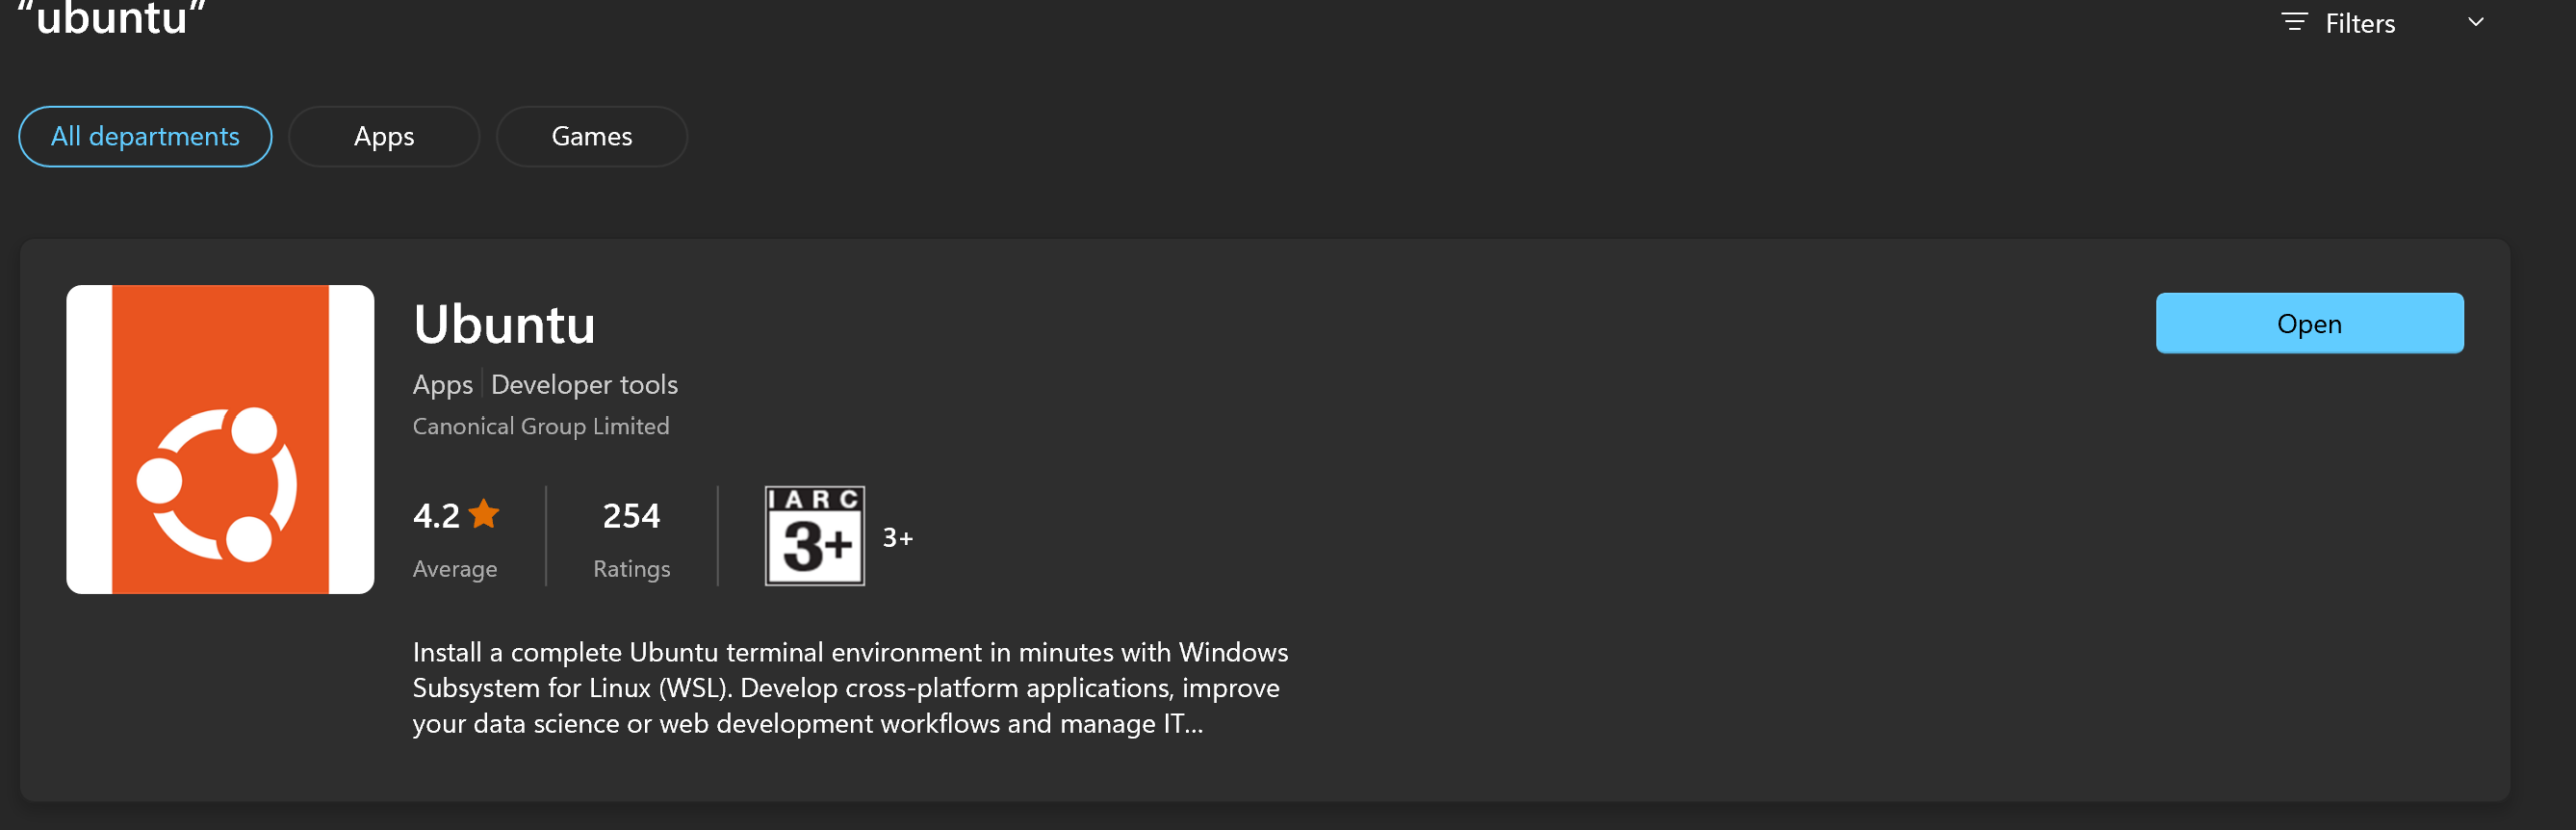 “ubuntu”
Filters
All departments
Apps
Games
Ubuntu
Open
Apps Developer tools
Canonical Group Limited
4.2
254
IARC
3+
3+
Average
Ratings
Install a complete Ubuntu terminal environment in minutes with Windows
Subsystem for Linux (WSL). Develop cross-platform applications, improve
your data science or web development workflows and manage IT...